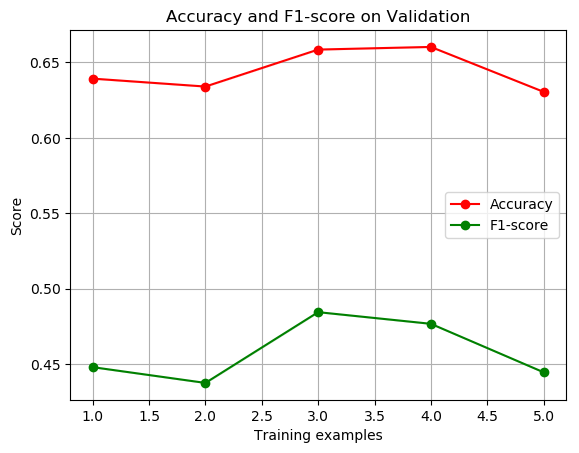 Accuracy and F1-score on Validation
0.65
0.60
0.55
0.50
0.45
Score
Accuracy
F1-score
1.0 1.5 2.0 2.5 3.0 3.5 4.0 4.5 5.0
Training examples